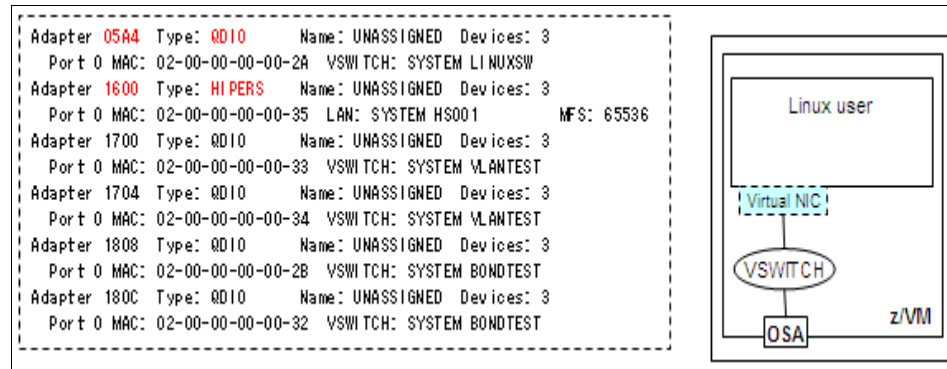 Adapter 05A4 Type: QDIO Name: UNASSIGNED Devices: 3
Port 0 MAC: 02-00-00-00-00-2A VSWITCH: SYSTEM LINUXSW
Adapter 1600 Type: HIPERS Name: UNASSIGNED Devices: 3
Port 0 MAC: 02-00-00-00-00-35 LAN: SYSTEM HS001 MFS: 65536
Adapter 1700 Type: QDIO Name: UNASSIGNED Devices: 3
Port 0 MAC: 02-00-00-00-00-33 VSWITCH: SYSTEM VLANTEST
Adapter 1704 Type: QDIO Name: UNASSIGNED Devices: 3
Port 0 MAC: 02-00-00-00-00-34 VSWITCH: SYSTEM VLANTEST
Adapter 1808 Type: QDIO Name: UNASSIGNED Devices: 3
Port 0 MAC: 02-00-00-00-00-2B VSWITCH: SYSTEM BONDTEST
Adapter 180C Type: QDIO Name: UNASSIGNED Devices: 3
Port 0 MAC: 02-00-00-00-00-32 VSWITCH: SYSTEM BONDTEST
Linux user
Virtual NIC
VSWITCH
z/VM
OSA